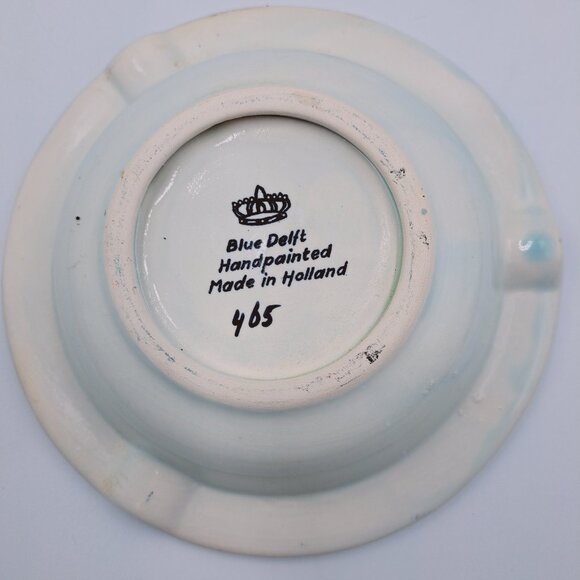 Blue Delft
Handpainted
Made in Holland
465